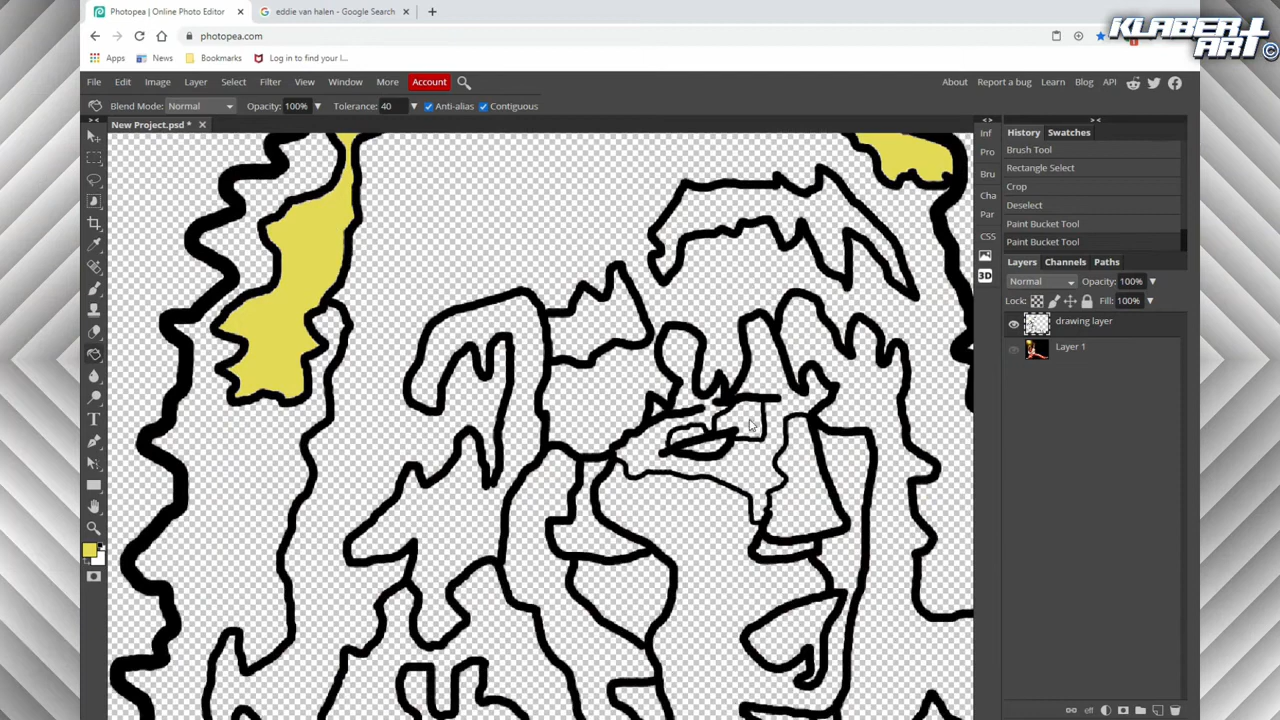 Photopea | Online Photo Editor
eddie van halen - Google Search
KLABER+
ART©
photopea.com
Apps News Bookmarks Log in to find your l...
File Edit Image Layer Select Filter View Window More Account
About Report a bug Learn Blog API
Blend Mode: Normal Opacity: 100% Tolerance: 40 Anti-alias Contiguous
New Project.psd *
Inf
Pro
Bru
Cha
Par
CSS
3D
History Swatches
Brush Tool
Rectangle Select
Crop
Deselect
Paint Bucket Tool
Paint Bucket Tool
Layers Channels Paths
Normal Opacity: 100%
Lock: Fill: 100%
drawing layer
Layer 1
eff